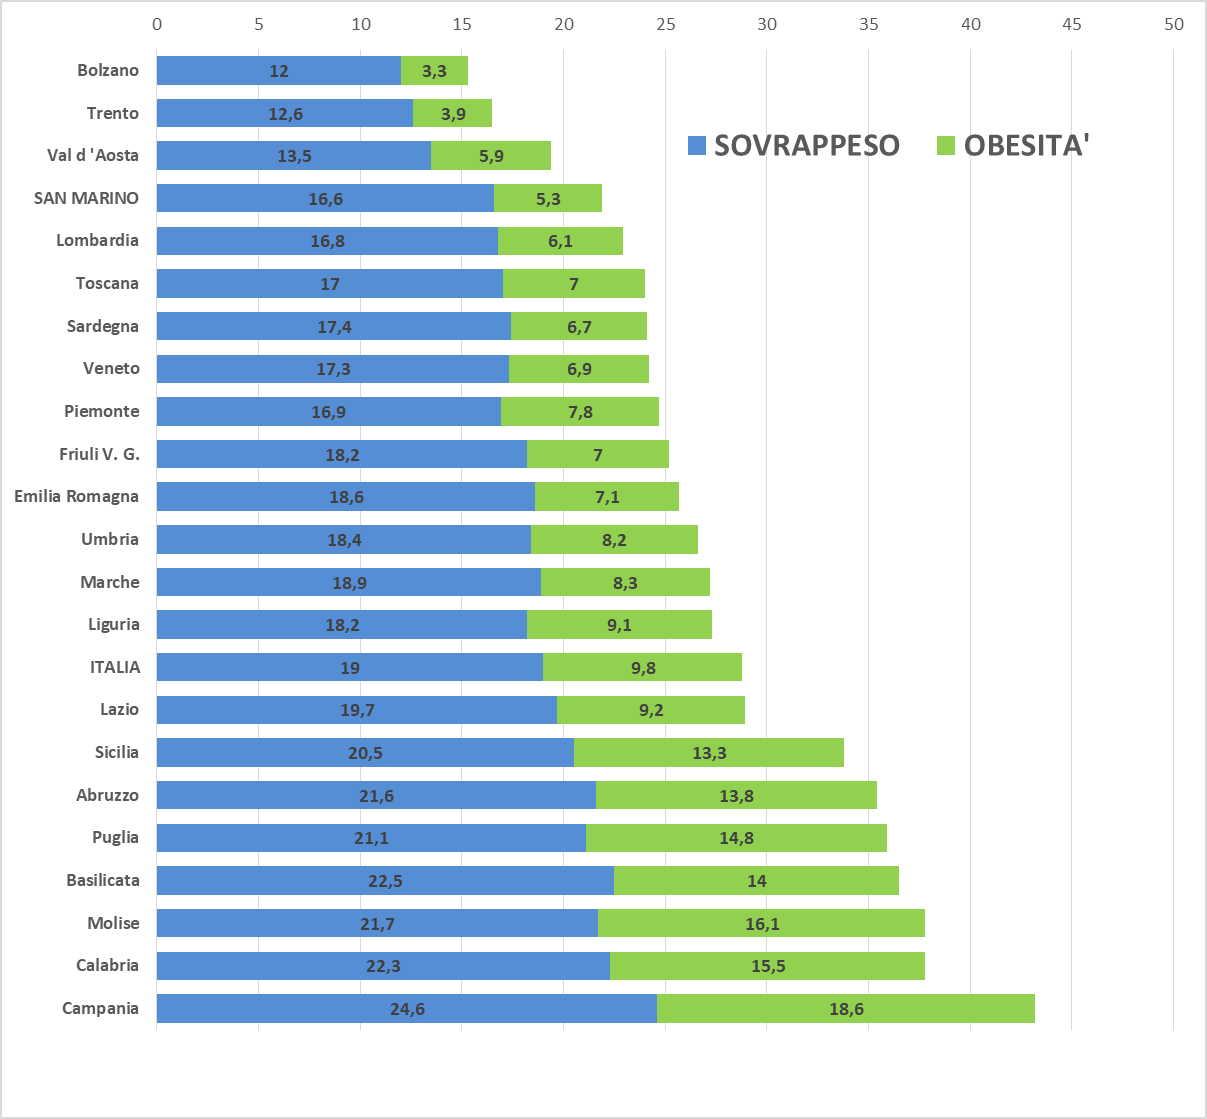 0 5 10 15 20 25 30 35 40 45 50
Bolzano 12 3,3
Trento 12,6 3,9
SOVRAPPESO OBESITA'
Val d 'Aosta 13,5 5,9
SAN MARINO 16,6 5,3
Lombardia 16,8 6,1
Toscana 17 7
Sardegna 17,4 6,7
Veneto 17,3 6,9
Piemonte 16,9 7,8
Friuli V. G. 18,2 7
Emilia Romagna 18,6 7,1
Umbria 18,4 8,2
Marche 18,9 8,3
Liguria 18,2 9,1
ITALIA 19 9,8
Lazio 19,7 9,2
Sicilia 20,5 13,3
Abruzzo 21,6 13,8
Puglia 21,1 14,8
Basilicata 22,5 14
Molise 21,7 16,1
Calabria 22,3 15,5
Campania 24,6 18,6